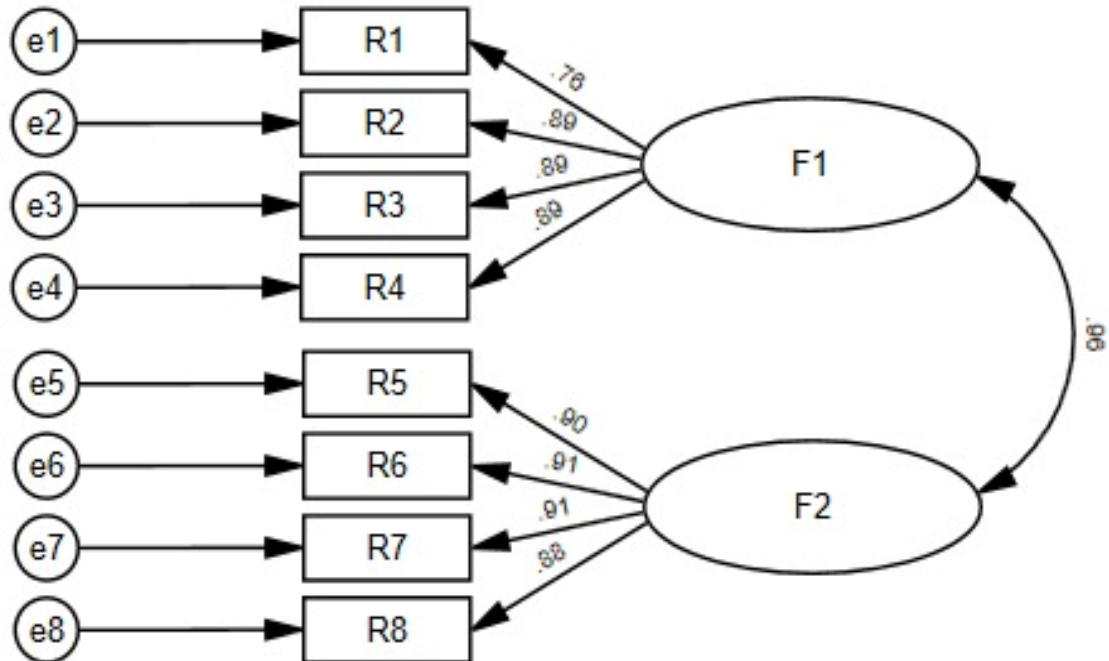 e1 R1
.76
e2 R2
.89
F1
e3 R3
.89
.89
e4 R4
.96
e5 R5
.90
e6 R6
.91
F2
e7 R7
.91
.88
e8 R8